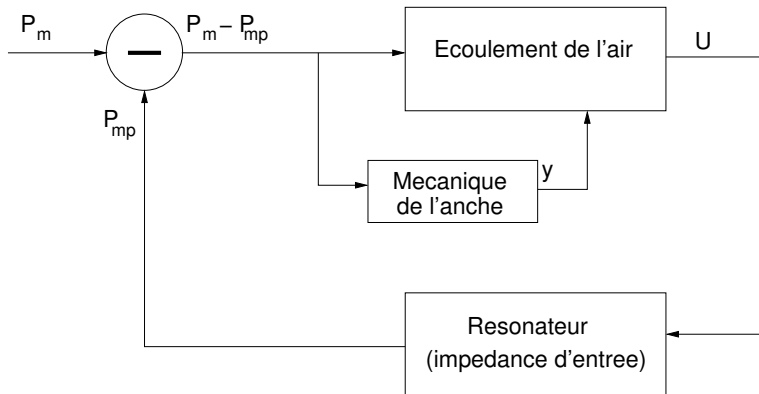 P_m
P_m – P_mp
Ecoulement de l'air
U
P_mp
y
Mecanique
de l'anche
Resonateur
(impedance d'entree)